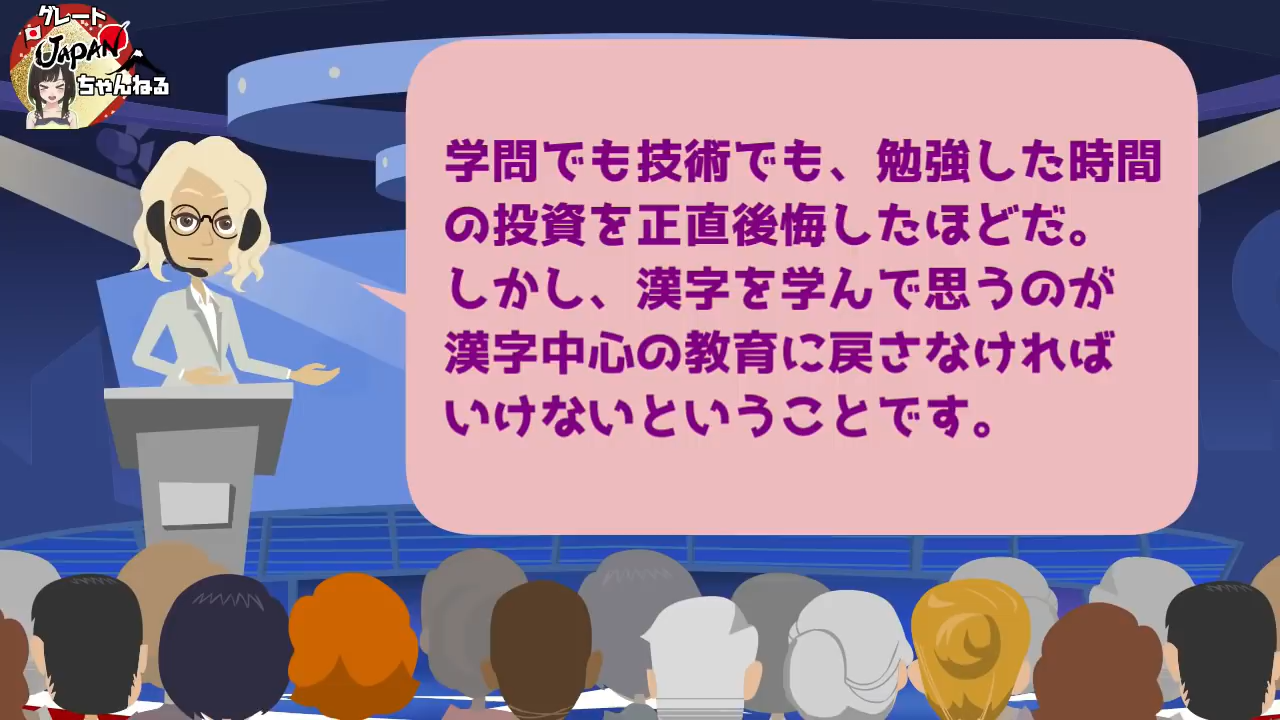 グレート
JAPAN
ちゃんねる
学問でも技術でも、勉強した時間
の投資を正直後悔したほどだ。
しかし、漢字を学んで思うのが
漢字中心の教育に戻さなければ
いけないということです。